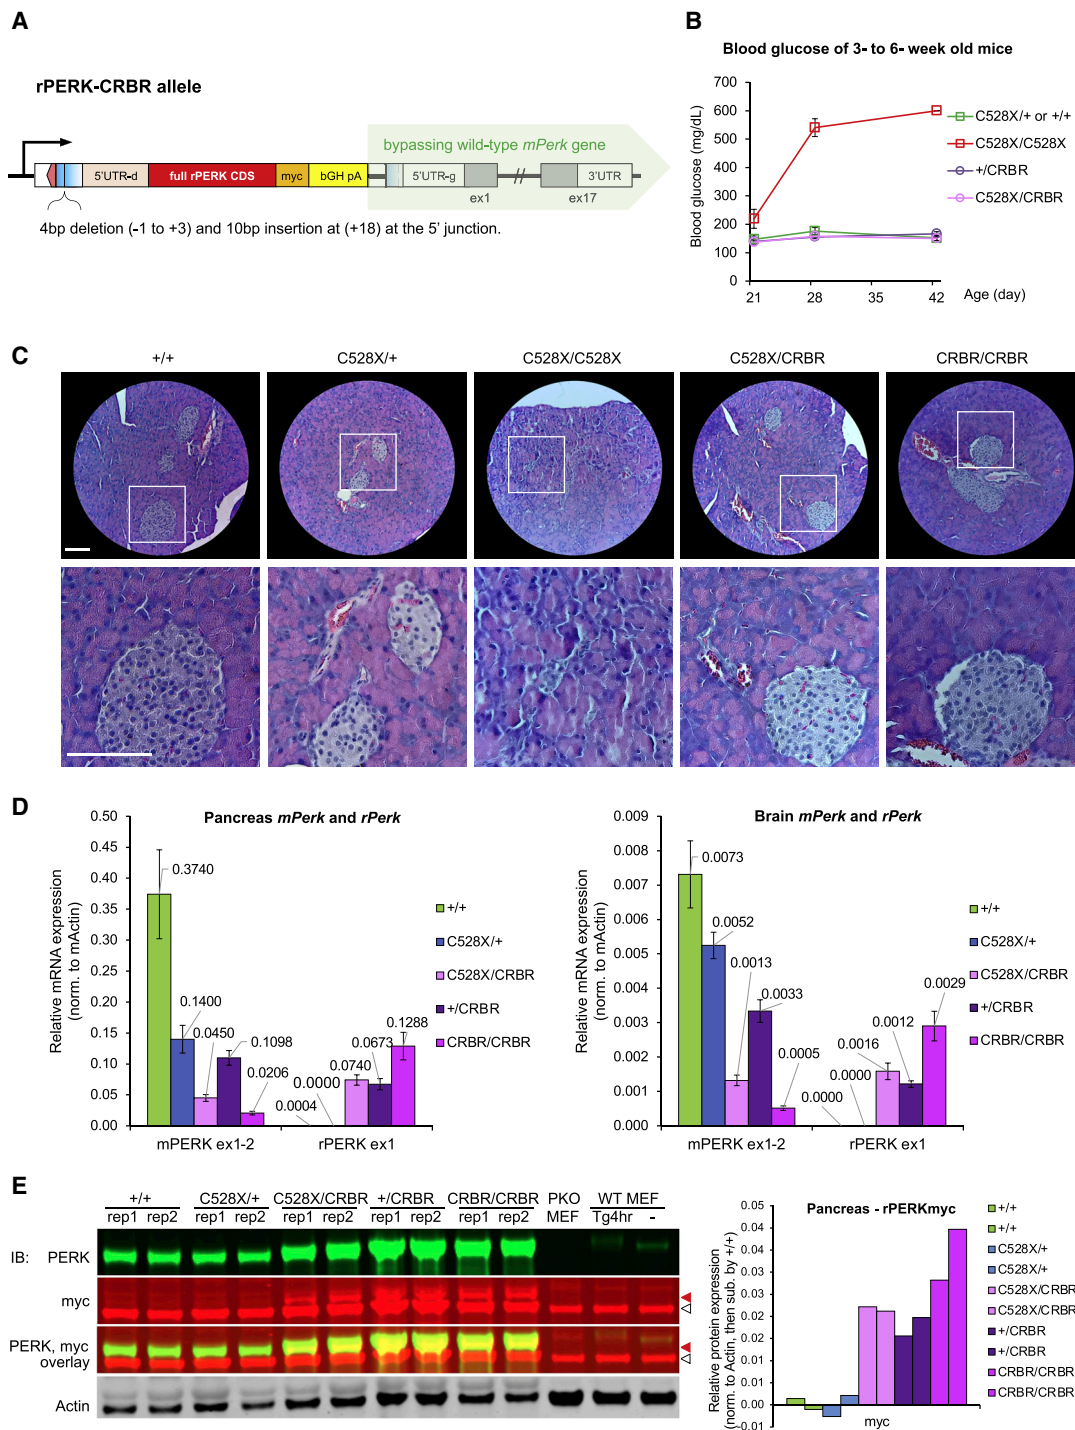 A
rPERK-CRBR allele
bypassing wild-type mPerk gene
5'UTR-d
full rPERK CDS
myc
bGH pA
5'UTR-g
3'UTR
ex1
ex17
4bp deletion (-1 to +3) and 10bp insertion at (+18) at the 5' junction.
B
Blood glucose of 3- to 6- week old mice
Blood glucose (mg/dL)
700
600
500
400
300
200
100
0
21
28
35
42
Age (day)
C528X/+ or +/+
C528X/C528X
+/CRBR
C528X/CRBR
C
+/+
C528X/+
C528X/C528X
C528X/CRBR
CRBR/CRBR
D
Pancreas mPerk and rPerk
Relative mRNA expression
(norm. to mActin)
0.50
0.45
0.40
0.35
0.30
0.25
0.20
0.15
0.10
0.05
0.00
0.3740
0.1400
0.0450
0.1098
0.0206
0.0004
0.0000
0.0740
0.0673
0.1288
mPERK ex1-2
rPERK ex1
+/+
C528X/+
C528X/CRBR
+/CRBR
CRBR/CRBR
Brain mPerk and rPerk
Relative mRNA expression
(norm. to mActin)
0.009
0.008
0.007
0.006
0.005
0.004
0.003
0.002
0.001
0.000
0.0073
0.0052
0.0013
0.0033
0.0005
0.0000
0.0000
0.0016
0.0012
0.0029
mPERK ex1-2
rPERK ex1
+/+
C528X/+
C528X/CRBR
+/CRBR
CRBR/CRBR
E
+/+
C528X/+
C528X/CRBR
+/CRBR
CRBR/CRBR
PKO
WT MEF
rep1 rep2
rep1 rep2
rep1 rep2
rep1 rep2
rep1 rep2
MEF
Tg4hr
-
IB: PERK
myc
PERK, myc
overlay
Actin
Pancreas - rPERKmyc
Relative protein expression
(norm. to Actin, then sub. by +/+)
0.05
0.04
0.04
0.03
0.03
0.02
0.02
0.01
0.01
0.00
-0.01
myc
+/+
+/+
C528X/+
C528X/+
C528X/CRBR
C528X/CRBR
+/CRBR
+/CRBR
CRBR/CRBR
CRBR/CRBR